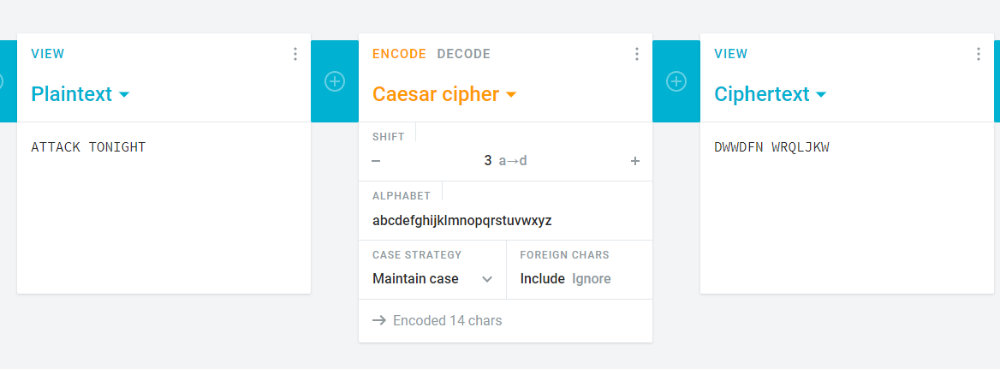 VIEW
Plaintext
ATTACK TONIGHT
ENCODE DECODE
Caesar cipher
SHIFT
3 a→d
ALPHABET
abcdefghijklmnopqrstuvwxyz
CASE STRATEGY
Maintain case
FOREIGN CHARS
Include Ignore
→ Encoded 14 chars
VIEW
Ciphertext
DWWDFN WRQLJKW